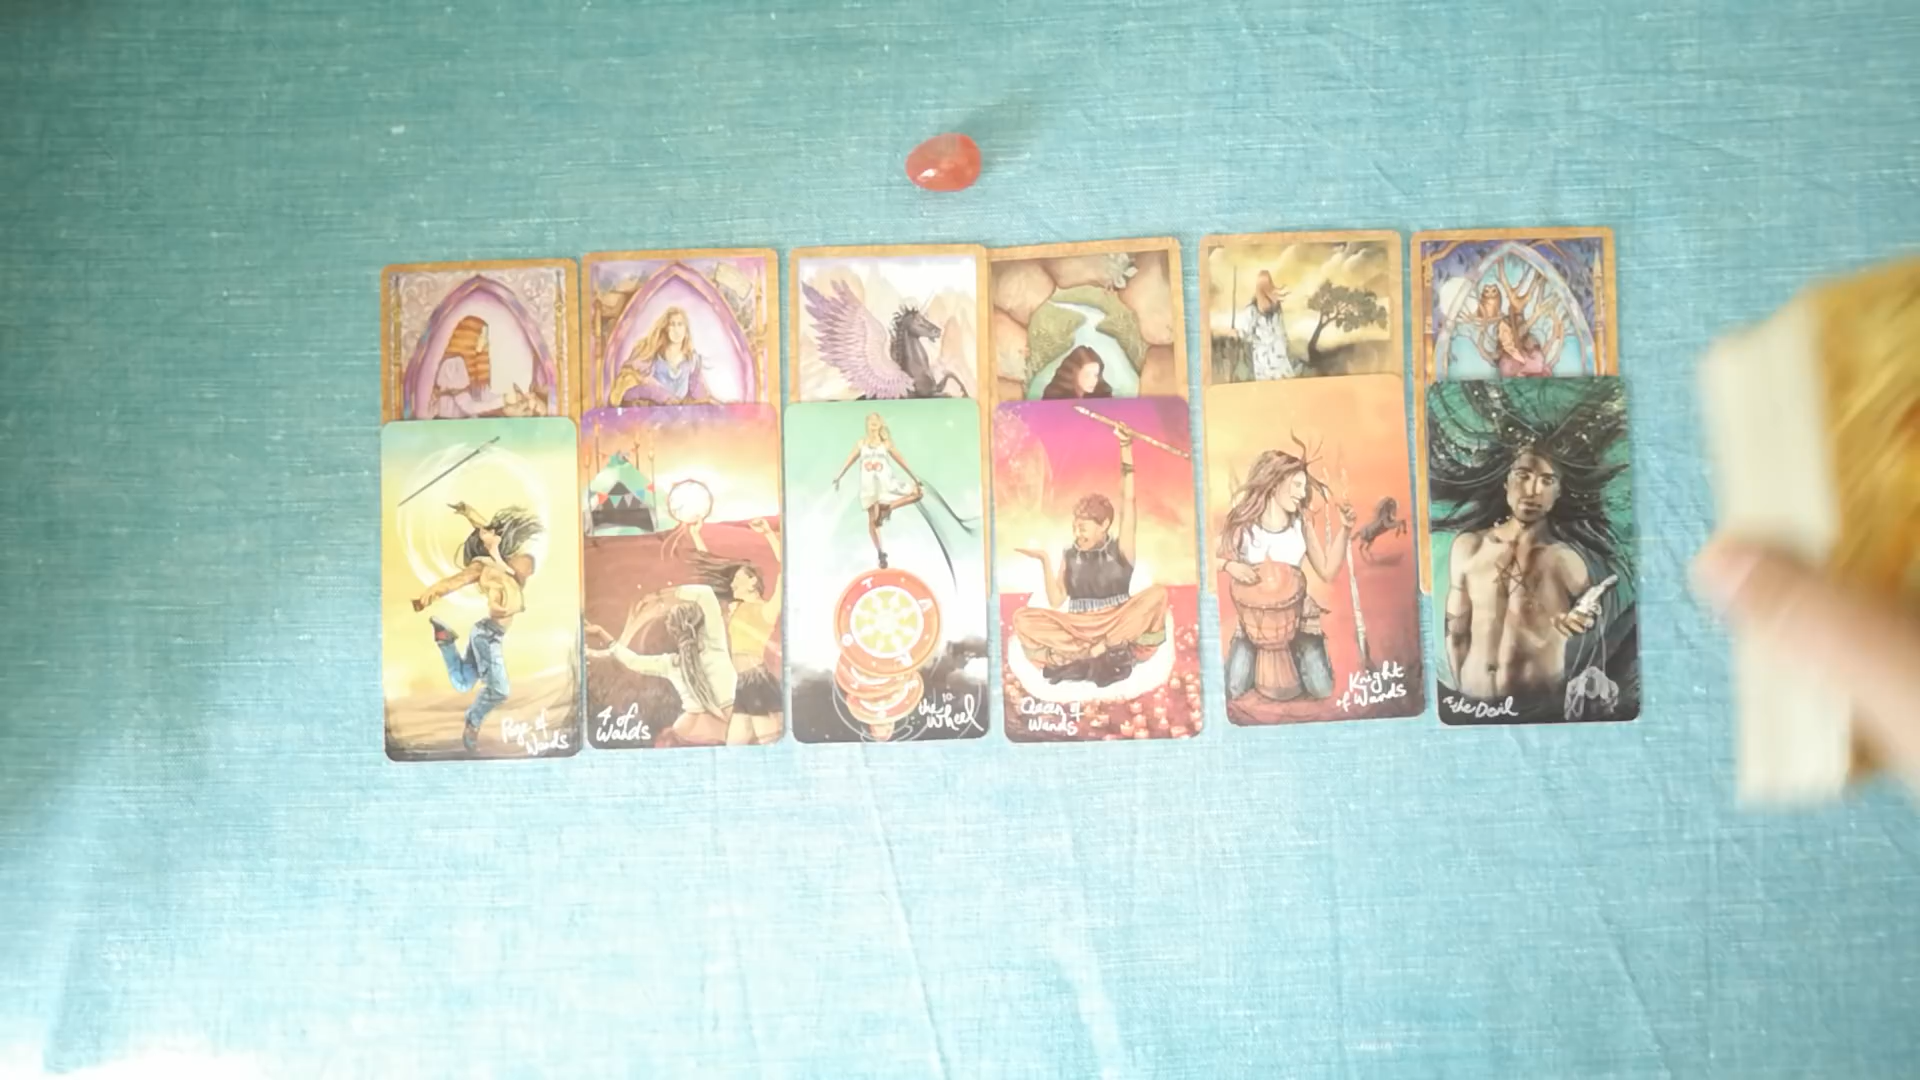 Page of
Wands
4 of
Wands
T
A
10.
the
Wheel
Queen of
Wands
Knight
of Wands
the Devil